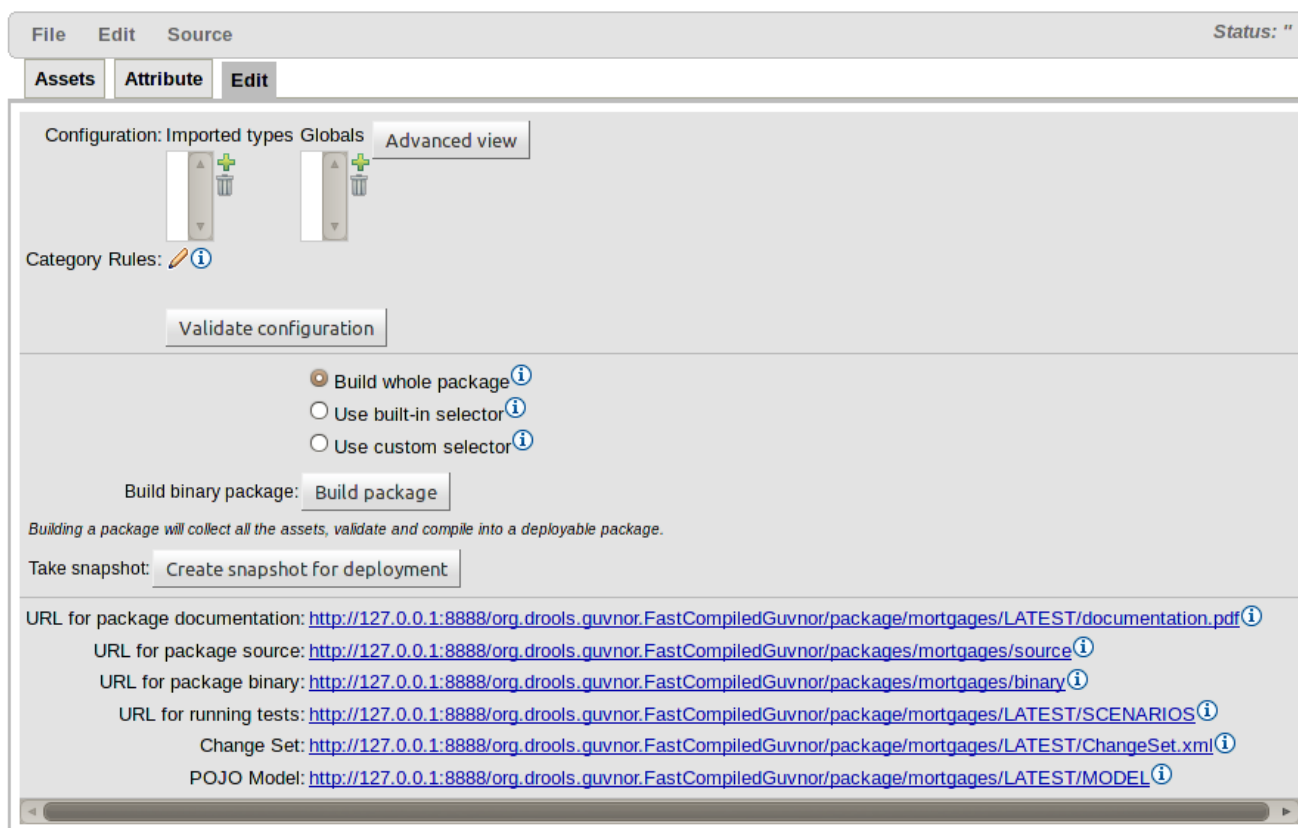 File Edit Source Status: "
Assets Attribute Edit
Configuration: Imported types Globals Advanced view
Category Rules:
Validate configuration
Build whole package
Use built-in selector
Use custom selector
Build binary package: Build package
Building a package will collect all the assets, validate and compile into a deployable package.
Take snapshot: Create snapshot for deployment
URL for package documentation: http://127.0.0.1:8888/org.drools.guvnor.FastCompiledGuvnor/package/mortgages/LATEST/documentation.pdf
URL for package source: http://127.0.0.1:8888/org.drools.guvnor.FastCompiledGuvnor/packages/mortgages/source
URL for package binary: http://127.0.0.1:8888/org.drools.guvnor.FastCompiledGuvnor/packages/mortgages/binary
URL for running tests: http://127.0.0.1:8888/org.drools.guvnor.FastCompiledGuvnor/package/mortgages/LATEST/SCENARIOS
Change Set: http://127.0.0.1:8888/org.drools.guvnor.FastCompiledGuvnor/package/mortgages/LATEST/ChangeSet.xml
POJO Model: http://127.0.0.1:8888/org.drools.guvnor.FastCompiledGuvnor/package/mortgages/LATEST/MODEL